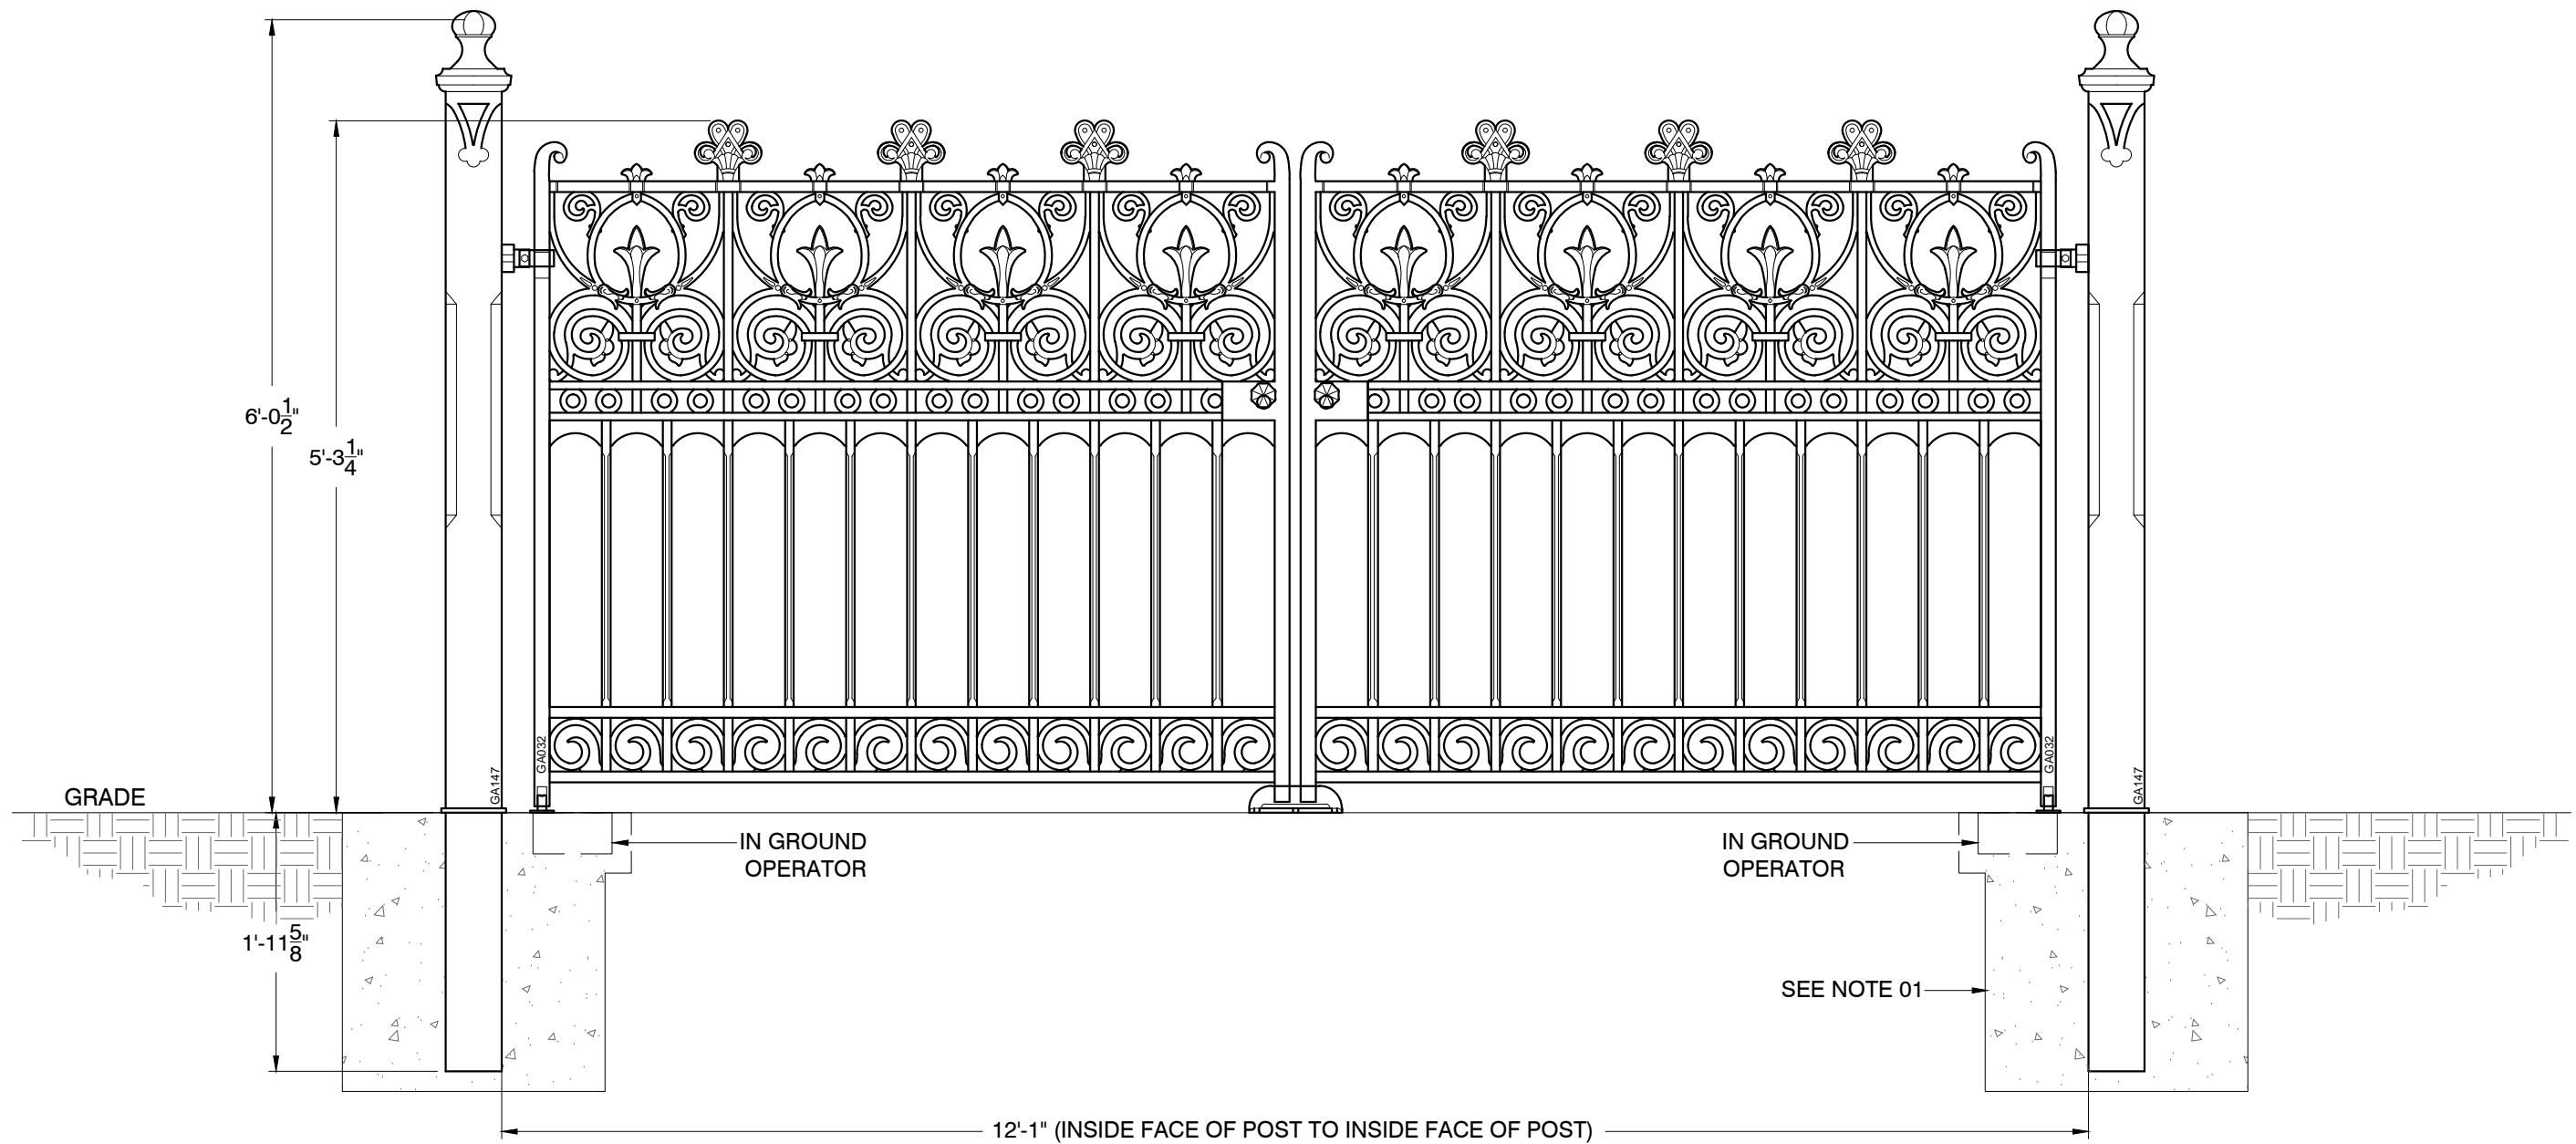 6'-0 1/2"
5'-3 1/4"
GA032
GA147
GA032
GA147
GRADE
IN GROUND
OPERATOR
IN GROUND
OPERATOR
1'-11 5/8"
SEE NOTE 01
12'-1" (INSIDE FACE OF POST TO INSIDE FACE OF POST)